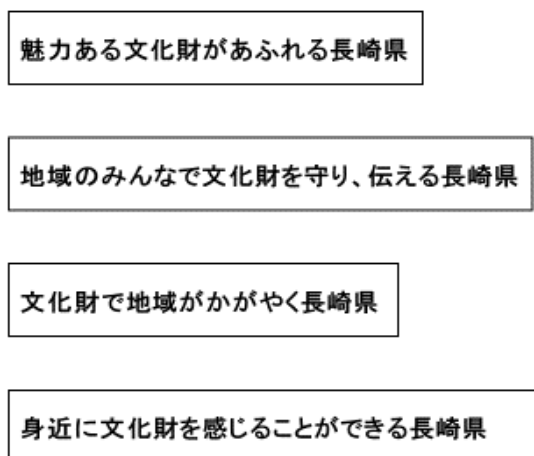 魅力ある文化財があふれる長崎県
地域のみんなで文化財を守り、伝える長崎県
文化財で地域がかがやく長崎県
身近に文化財を感じることができる長崎県